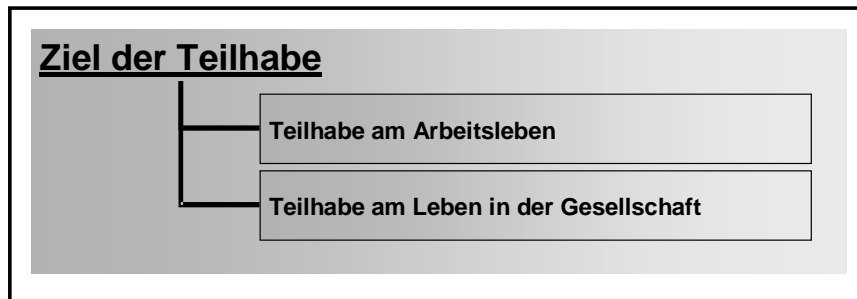 Ziel der Teilhabe
Teilhabe am Arbeitsleben
Teilhabe am Leben in der Gesellschaft